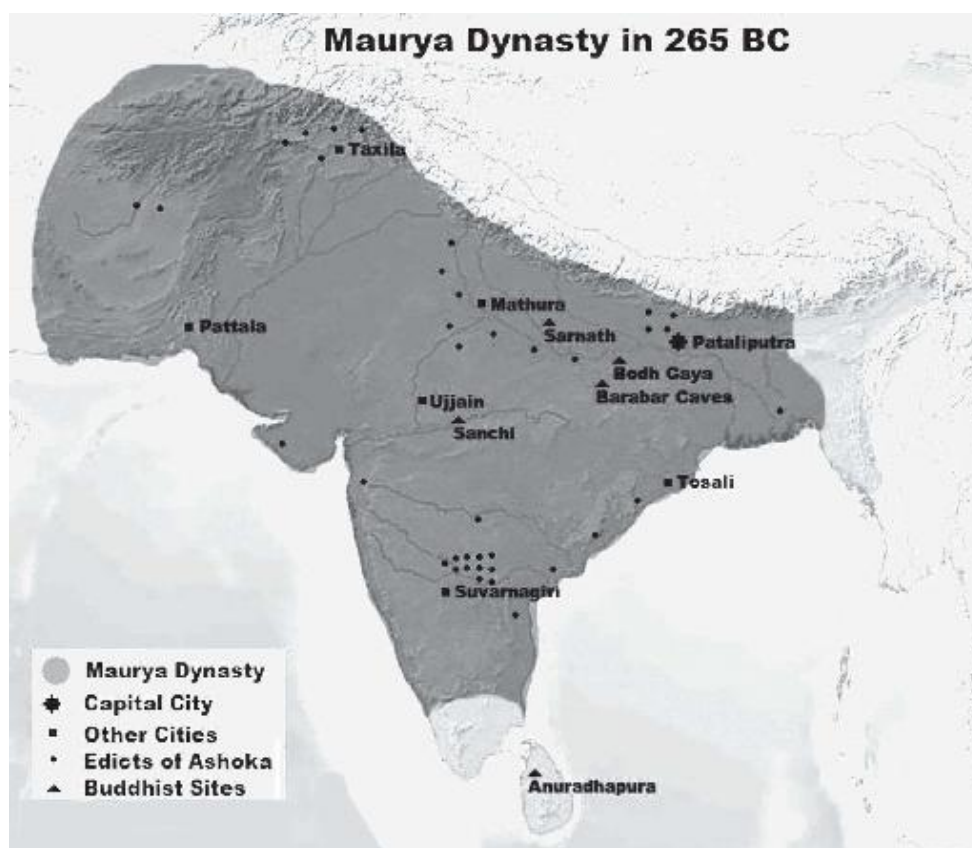 Maurya Dynasty in 265 BC
Taxila
Mathura
Pattala
Sarnath
Pataliputra
Bodh Gaya
Barabar Caves
Ujjain
Sanchi
Tosali
Suvarnagiri
Anuradhapura
Maurya Dynasty
Capital City
Other Cities
Edicts of Ashoka
Buddhist Sites